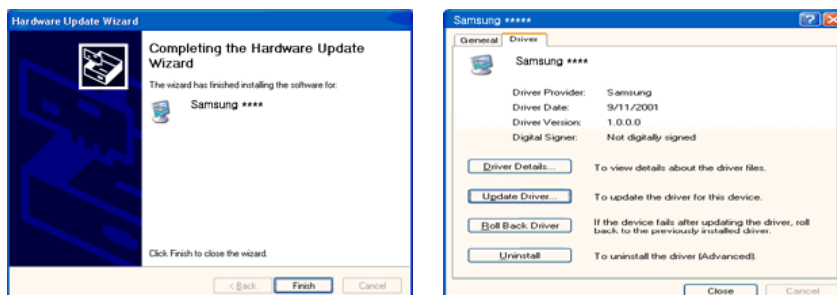 Hardware Update Wizard
Completing the Hardware Update
Wizard
The wizard has finished installing the software for:
Samsung ****
Click Finish to close the wizard.
< Back
Finish
Cancel
Samsung *****
General
Driver
Samsung ****
Driver Provider: Samsung
Driver Date: 9/11/2001
Driver Version: 1.0.0.0
Digital Signer: Not digitally signed
Driver Details... To view details about the driver files.
Update Driver... To update the driver for this device.
Roll Back Driver If the device fails after updating the driver, roll
back to the previously installed driver.
Uninstall To uninstall the driver (Advanced).
Close
Cancel